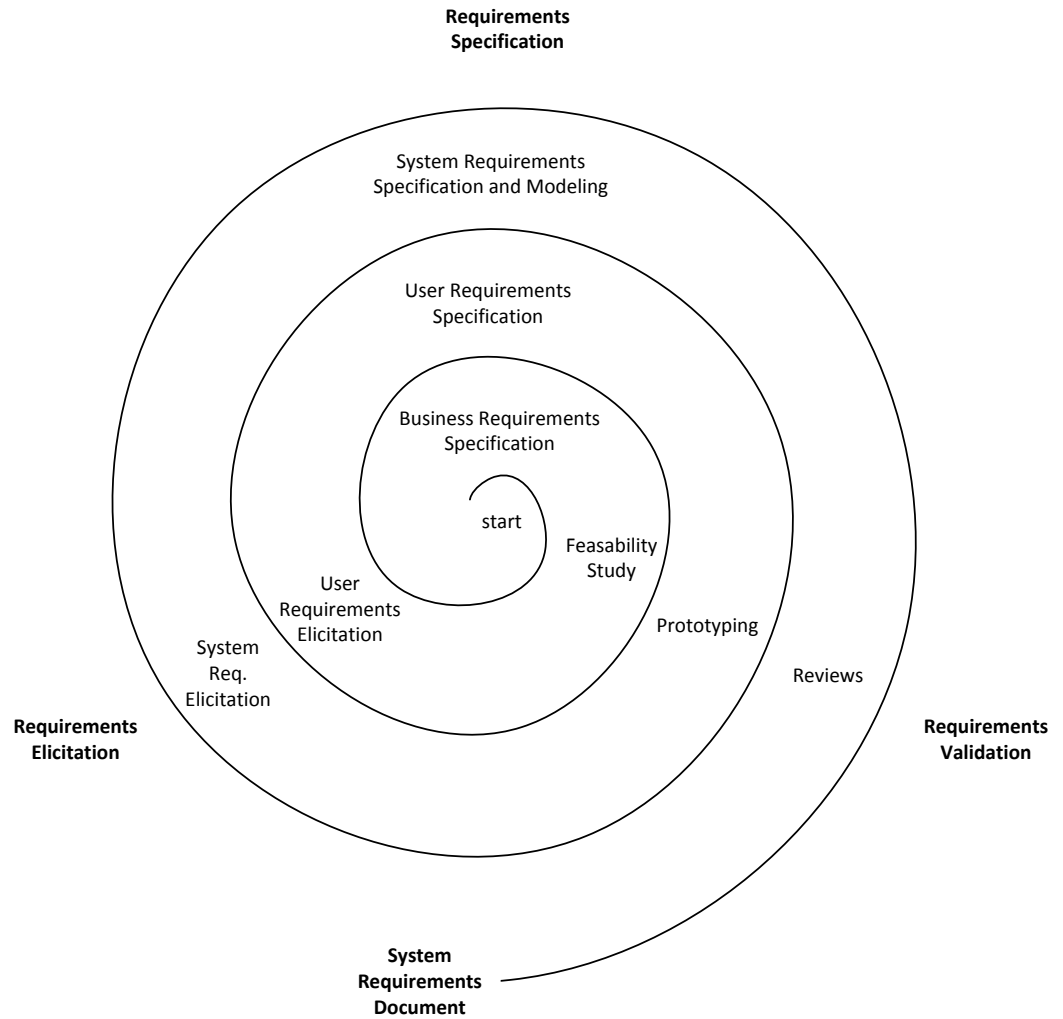 Requirements
Specification
System Requirements
Specification and Modeling
User Requirements
Specification
Business Requirements
Specification
start
Feasability
Study
User
Requirements
Elicitation
Prototyping
System
Req.
Elicitation
Reviews
Requirements
Elicitation
Requirements
Validation
System
Requirements
Document